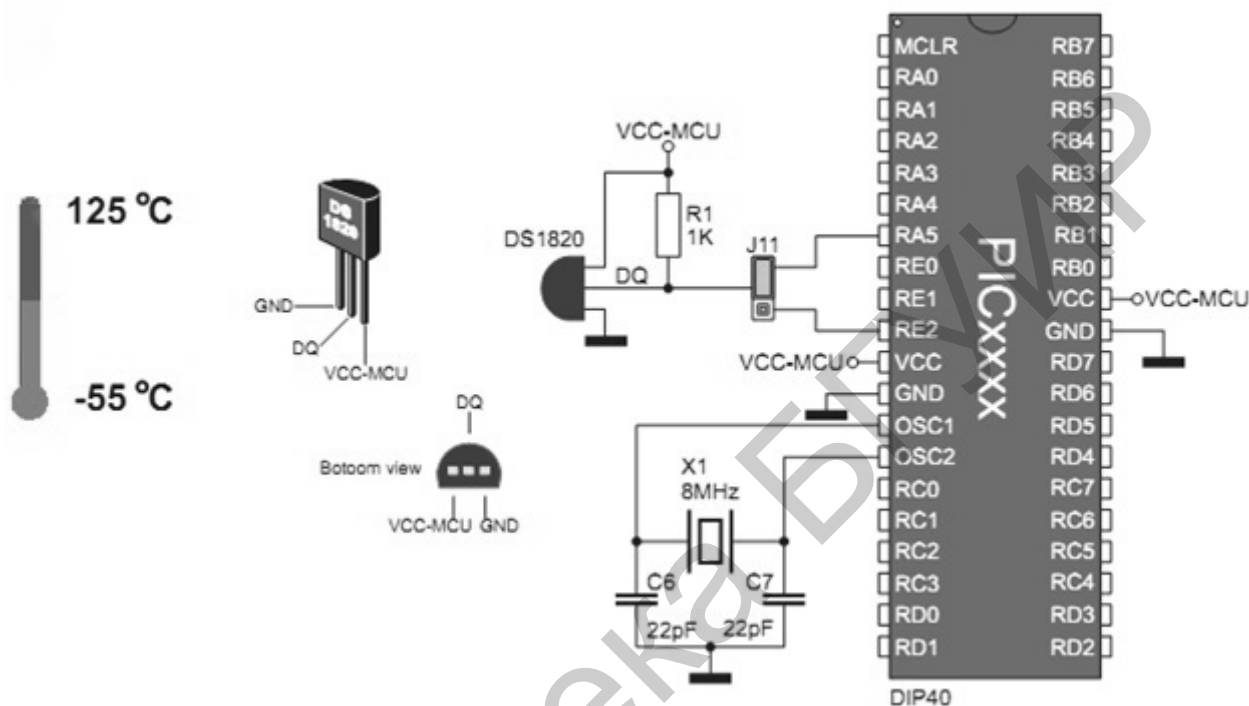 125 °C
-55 °C
DS
1820
GND
DQ
VCC-MCU
DQ
Botoom view
VCC-MCU GND
VCC-MCU
R1
1K
DS1820
DQ
J11
VCC-MCU
X1
8MHz
C6
C7
22pF
22pF
MCLR RB7
RA0 RB6
RA1 RB5
RA2 RB4
RA3 RB3
RA4 RB2
RA5 RB1
RE0 RB0
RE1 VCC
VCC-MCU
RE2 GND
VCC RD7
GND RD6
OSC1 RD5
OSC2 RD4
RC0 RC7
RC1 RC6
RC2 RC5
RC3 RC4
RD0 RD3
RD1 RD2
PICxxxx
DIP40
ека БГУИР